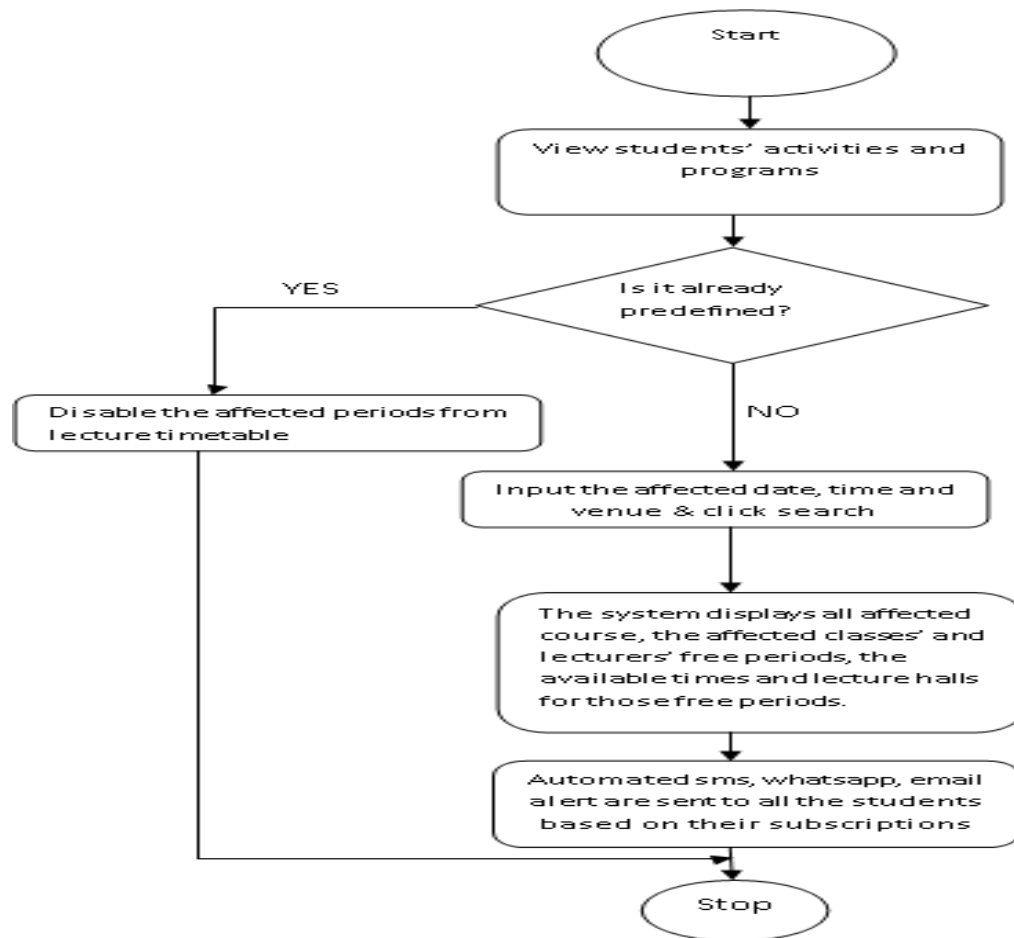 Start
View students’ activities and
programs
Is it already
predefined?
YES
Disable the affected periods from
lecture timetable
NO
Input the affected date, time and
venue & click search
The system displays all affected
course, the affected classes’ and
lecturers’ free periods, the
available times and lecture halls
for those free periods.
Automated sms, whatsapp, email
alert are sent to all the students
based on their subscriptions
Stop